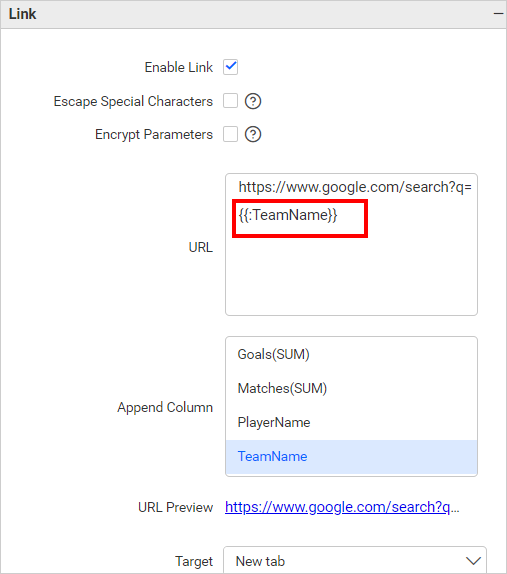 Link
Enable Link
Escape Special Characters
Encrypt Parameters
URL
https://www.google.com/search?q=
{{:TeamName}}
Append Column
Goals(SUM)
Matches(SUM)
PlayerName
TeamName
URL Preview https://www.google.com/search?q...
Target New tab